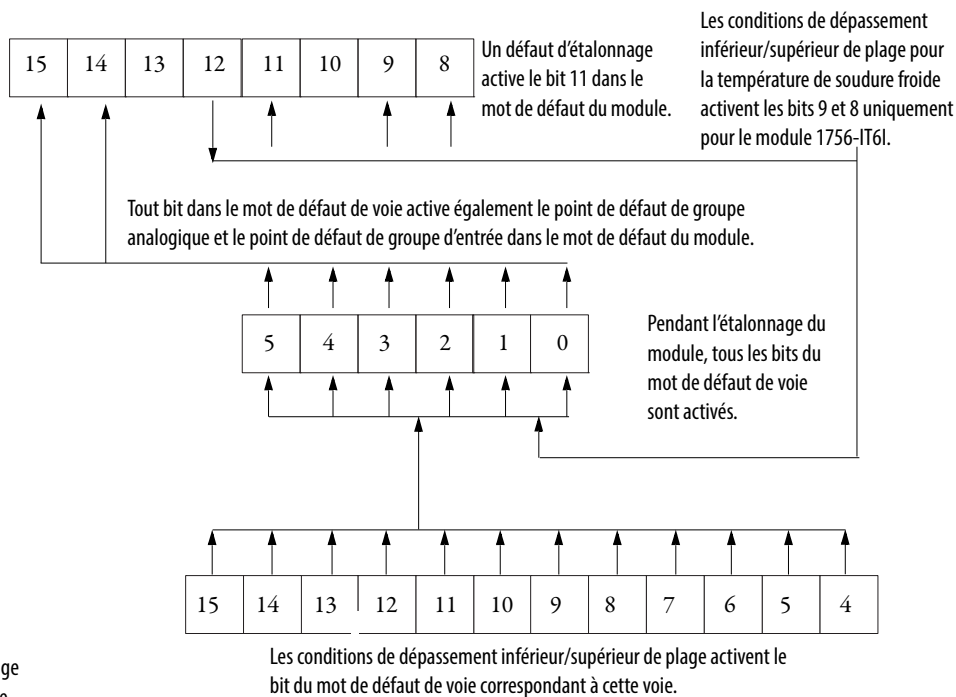 Les conditions de dépassement
inférieur/supérieur de plage pour
la température de soudure froide
activent les bits 9 et 8 uniquement
pour le module 1756-IT6I.
Un défaut d'étalonnage
active le bit 11 dans le
mot de défaut du module.
15 14 13 12 11 10 9 8
Tout bit dans le mot de défaut de voie active également le point de défaut de groupe
analogique et le point de défaut de groupe d'entrée dans le mot de défaut du module.
5 4 3 2 1 0
Pendant l'étalonnage du
module, tous les bits du
mot de défaut de voie
sont activés.
15 14 13 12 11 10 9 8 7 6 5 4
Les conditions de dépassement inférieur/supérieur de plage activent le
bit du mot de défaut de voie correspondant à cette voie.
ge